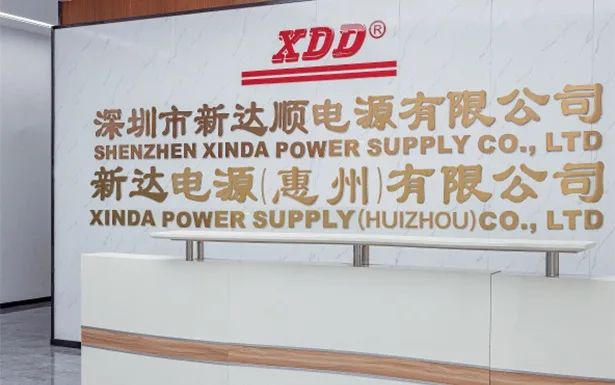 XDD®
深圳市新达顺电源有限公司
SHENZHEN XINDA POWER SUPPLY CO., LTD
新达电源(惠州)有限公司
XINDA POWER SUPPLY(HUIZHOU)CO., LTD